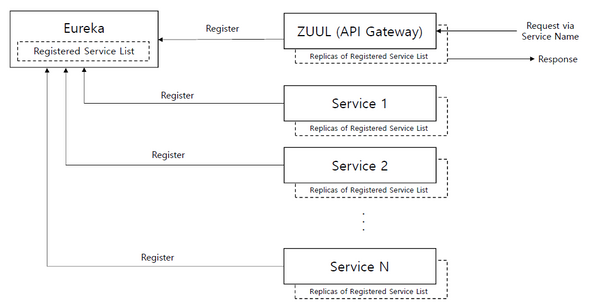 Eureka
Registered Service List
Register
ZUUL (API Gateway)
Replicas of Registered Service List
Request via
Service Name
Response
Register
Service 1
Replicas of Registered Service List
Register
Service 2
Replicas of Registered Service List
Register
Service N
Replicas of Registered Service List